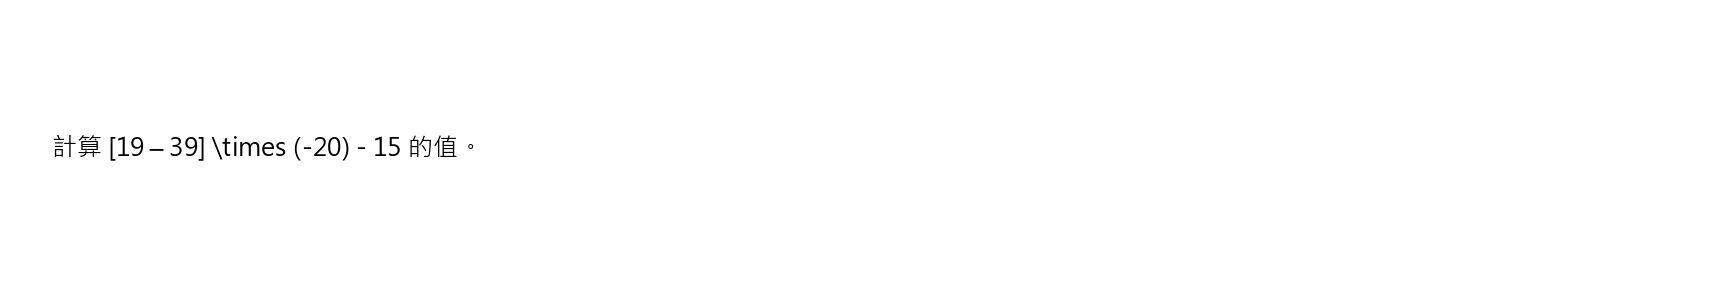 計算 [19 – 39] \times (-20) - 15 的值。